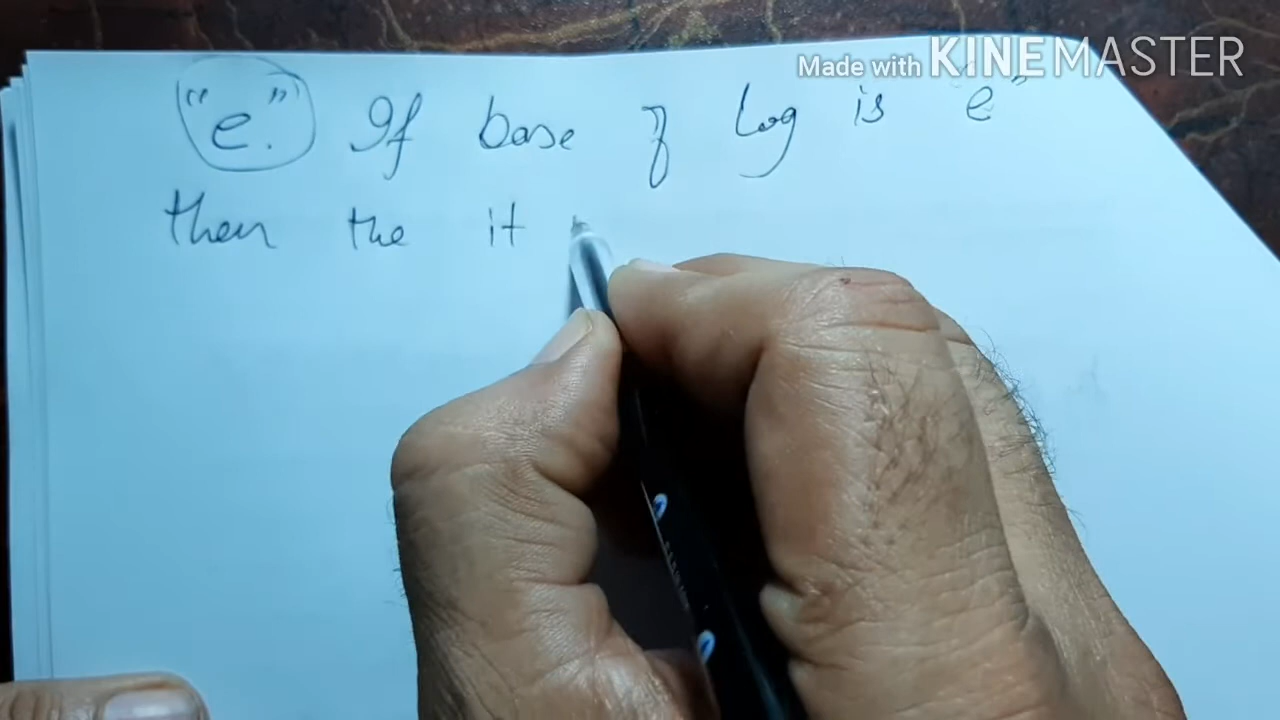 Made with KINEMASTER
"e." If base of Log is "e"
then the it